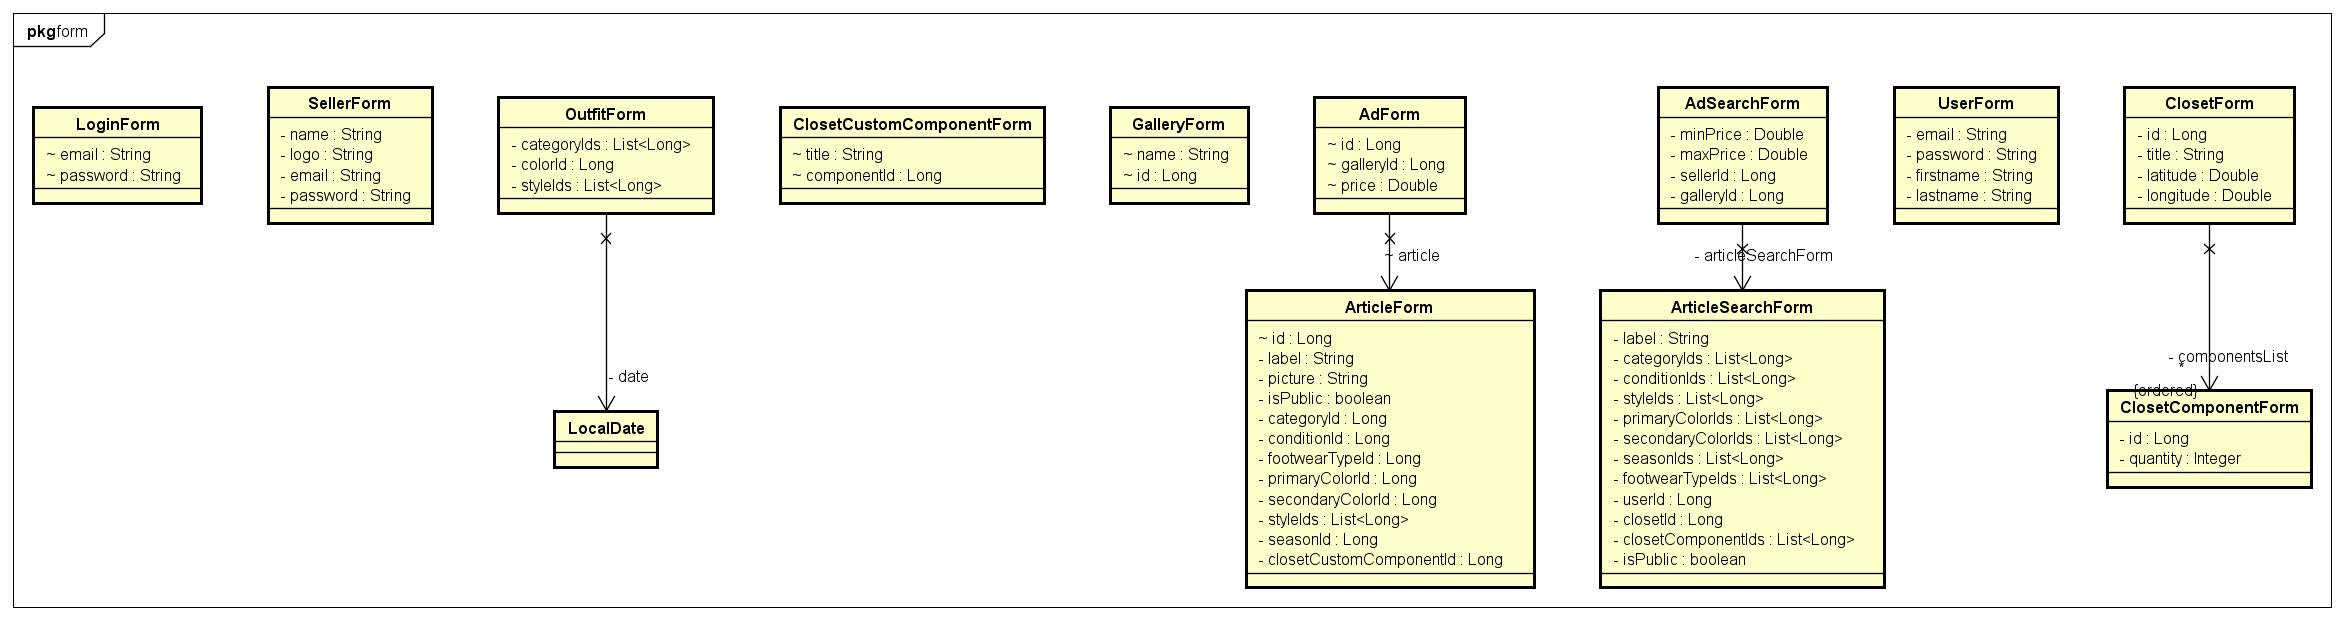 pkgform
LoginForm
~ email : String
~ password : String
SellerForm
- name : String
- logo : String
- email : String
- password : String
OutfitForm
- categoryIds : List<Long>
- colorId : Long
- styleIds : List<Long>
- date
LocalDate
ClosetCustomComponentForm
~ title : String
~ componentId : Long
GalleryForm
~ name : String
~ id : Long
AdForm
~ id : Long
~ galleryId : Long
~ price : Double
~ article
ArticleForm
~ id : Long
- label : String
- picture : String
- isPublic : boolean
- categoryId : Long
- conditionId : Long
- footwearTypeId : Long
- primaryColorId : Long
- secondaryColorId : Long
- styleIds : List<Long>
- seasonId : Long
- closetCustomComponentId : Long
AdSearchForm
- minPrice : Double
- maxPrice : Double
- sellerId : Long
- galleryId : Long
- articleSearchForm
ArticleSearchForm
- label : String
- categoryIds : List<Long>
- conditionIds : List<Long>
- styleIds : List<Long>
- primaryColorIds : List<Long>
- secondaryColorIds : List<Long>
- seasonIds : List<Long>
- footwearTypeIds : List<Long>
- userId : Long
- closetId : Long
- closetComponentIds : List<Long>
- isPublic : boolean
UserForm
- email : String
- password : String
- firstname : String
- lastname : String
ClosetForm
- id : Long
- title : String
- latitude : Double
- longitude : Double
- componentsList
*
{ordered}
ClosetComponentForm
- id : Long
- quantity : Integer